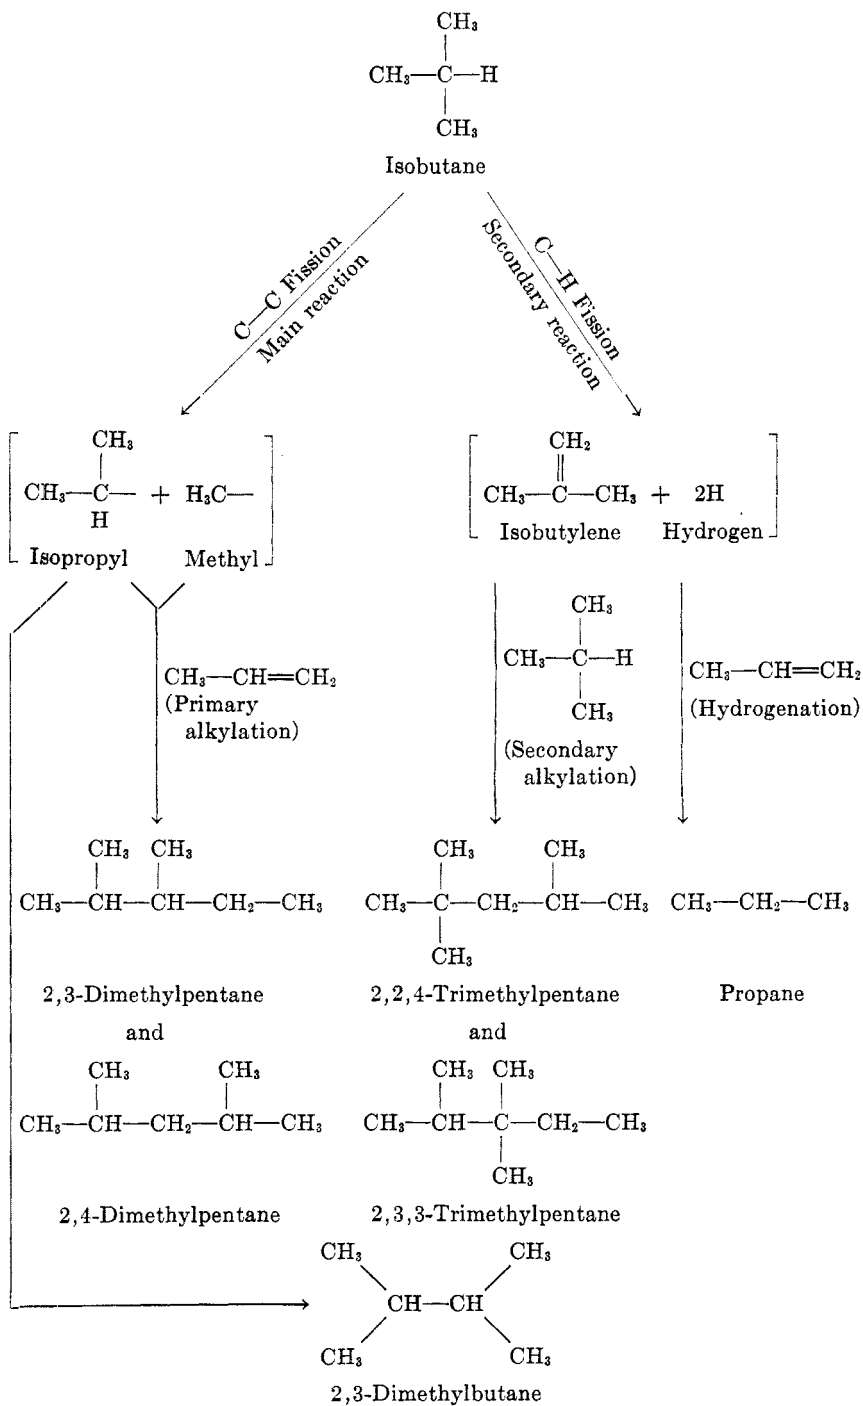 CH₃
CH₃—C—H
CH₃
Isobutane
C—C Fission
Main reaction
C—H Fission
Secondary reaction
CH₃
CH₃—C— + H₃C—
H
Isopropyl Methyl
CH₂
CH₃—C—CH₃ + 2H
Isobutylene Hydrogen
CH₃—CH=CH₂
(Primary
alkylation)
CH₃
CH₃—C—H
CH₃
(Secondary
alkylation)
CH₃—CH=CH₂
(Hydrogenation)
CH₃ CH₃
CH₃—CH—CH—CH₂—CH₃
2,3-Dimethylpentane
and
CH₃ CH₃
CH₃—CH—CH₂—CH—CH₃
2,4-Dimethylpentane
CH₃ CH₃
CH₃—C—CH₂—CH—CH₃
CH₃
2,2,4-Trimethylpentane
and
CH₃ CH₃
CH₃—CH—C—CH₂—CH₃
CH₃
2,3,3-Trimethylpentane
CH₃—CH₂—CH₃
Propane
CH₃ CH₃
CH—CH
CH₃ CH₃
2,3-Dimethylbutane